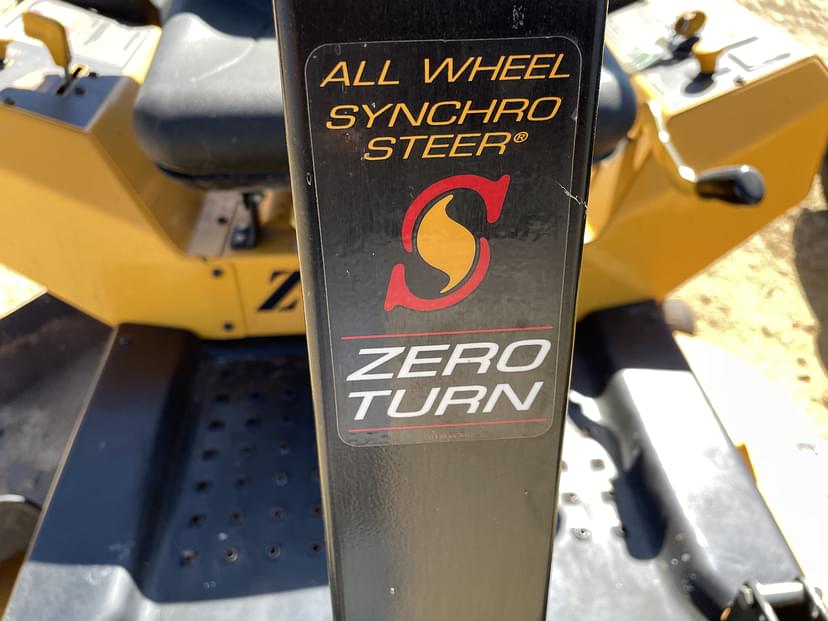 ALL WHEEL
SYNCHRO
STEER®
S
ZERO
TURN
Z